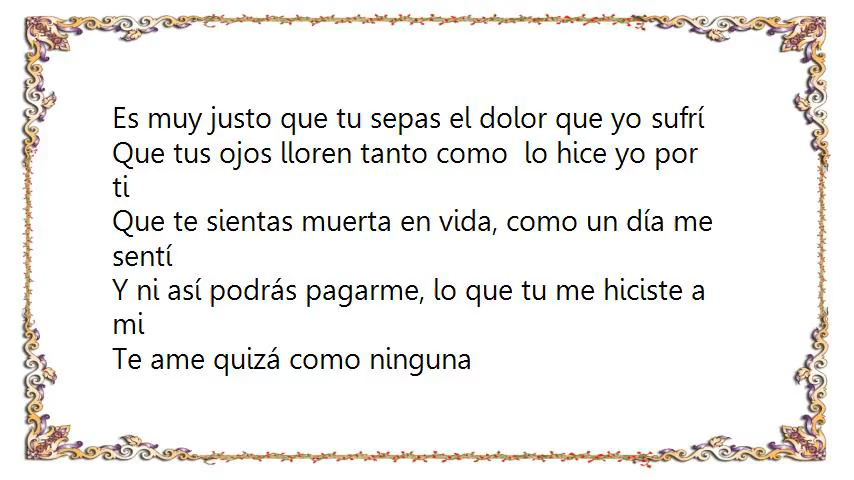 Es muy justo que tu sepas el dolor que yo sufrí
Que tus ojos lloren tanto como  lo hice yo por
ti
Que te sientas muerta en vida, como un día me
sentí
Y ni así podrás pagarme, lo que tu me hiciste a
mi
Te ame quizá como ninguna